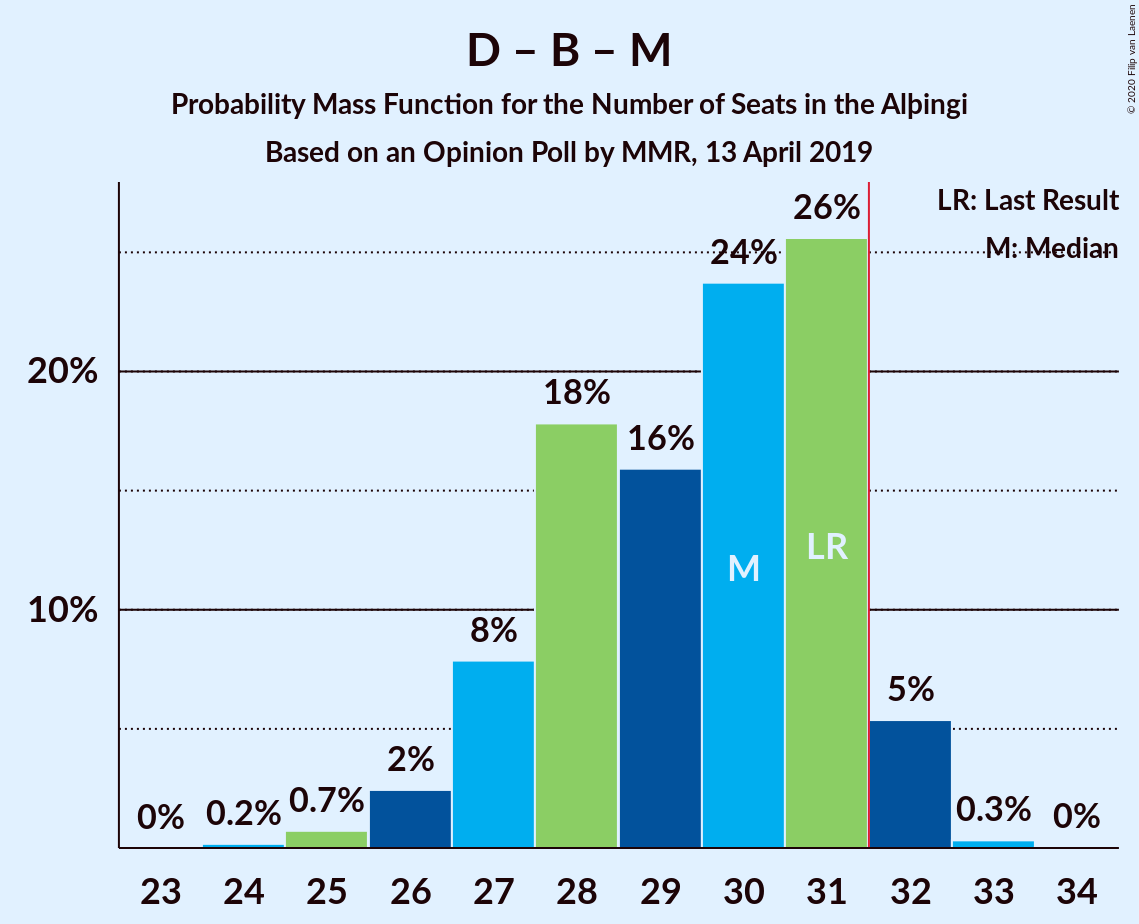 D – B – M
Probability Mass Function for the Number of Seats in the Alþingi
Based on an Opinion Poll by MMR, 13 April 2019
© 2020 Filip van Laenen
LR: Last Result
M: Median
20%
10%
0%
0.2%
0.7%
2%
8%
18%
16%
24%
26%
5%
0.3%
0%
M
LR
23 24 25 26 27 28 29 30 31 32 33 34